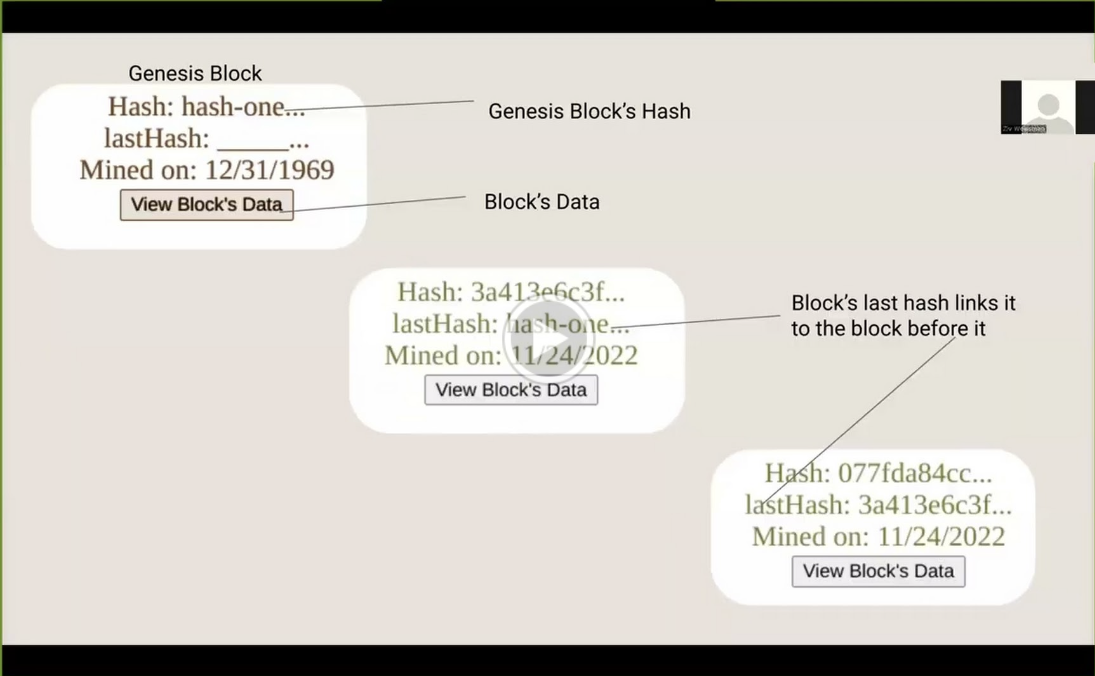 Genesis Block
Hash: hash-one...
lastHash: _____...
Mined on: 12/31/1969
View Block's Data
Genesis Block's Hash
Block's Data
Hash: 3a413e6c3f...
lastHash: hash-one...
Mined on: 11/24/2022
View Block's Data
Block's last hash links it
to the block before it
Hash: 077fda84cc...
lastHash: 3a413e6c3f...
Mined on: 11/24/2022
View Block's Data